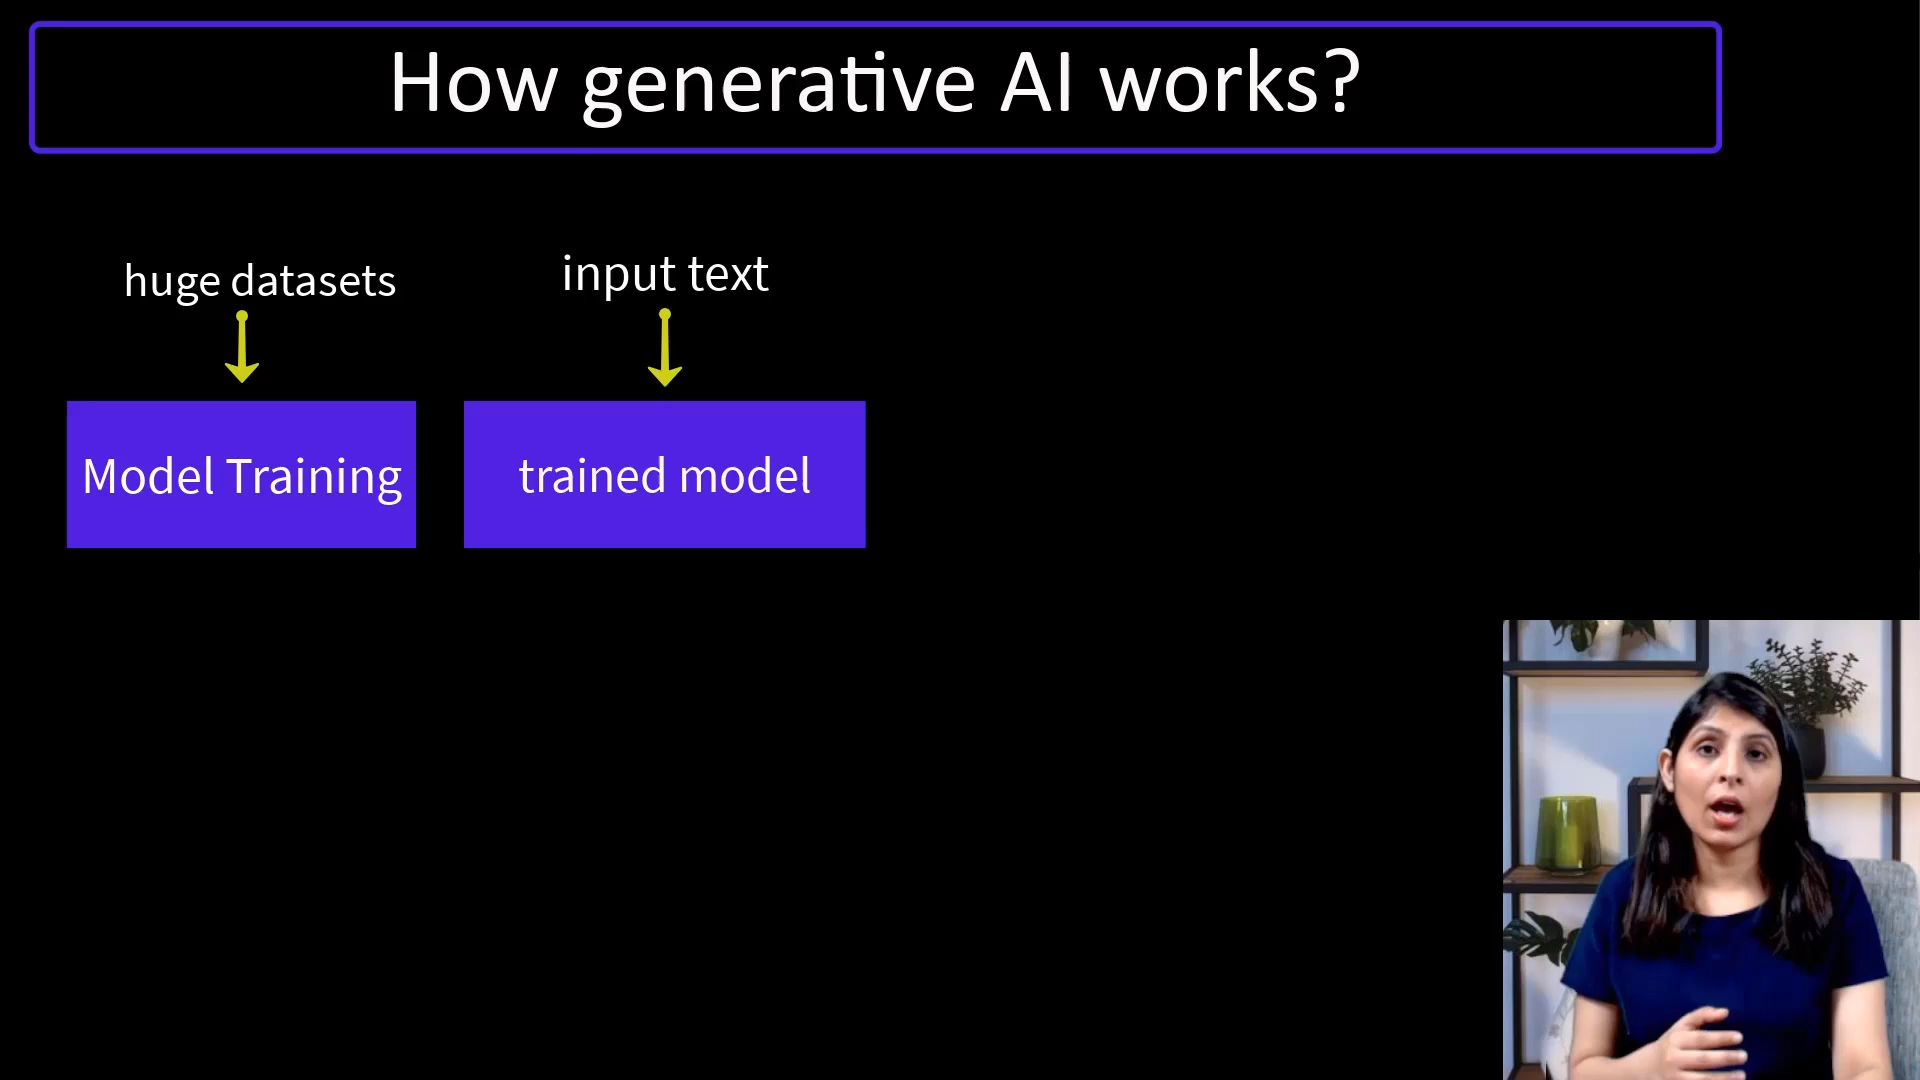 How generative AI works?
huge datasets
input text
Model Training
trained model